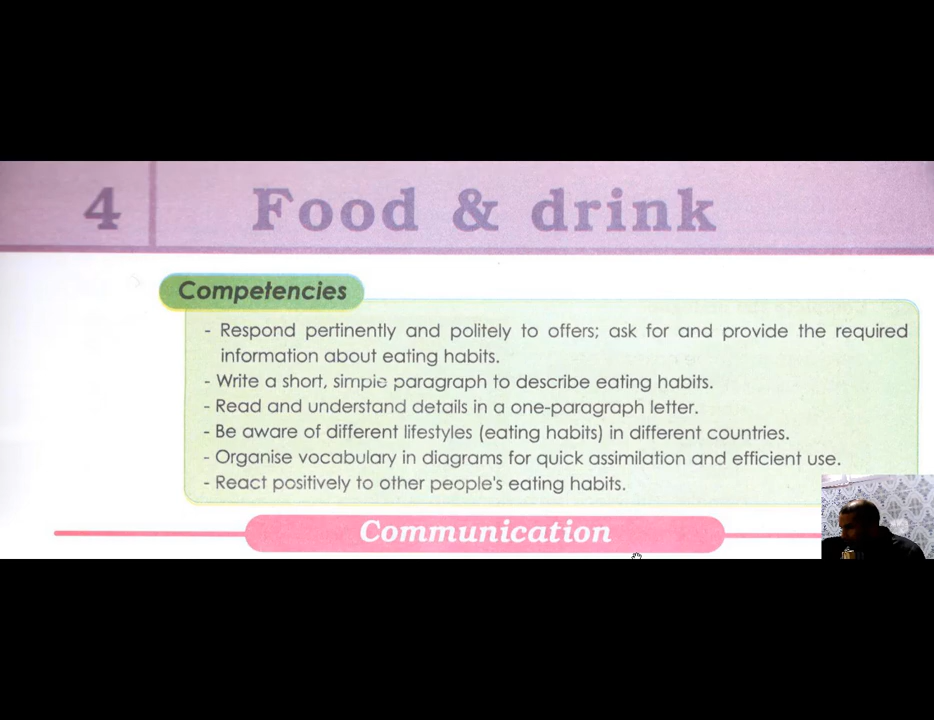 4 Food & drink
Competencies
- Respond pertinently and politely to offers; ask for and provide the required
information about eating habits.
- Write a short, simple paragraph to describe eating habits.
- Read and understand details in a one-paragraph letter.
- Be aware of different lifestyles (eating habits) in different countries.
- Organise vocabulary in diagrams for quick assimilation and efficient use.
- React positively to other people's eating habits.
Communication